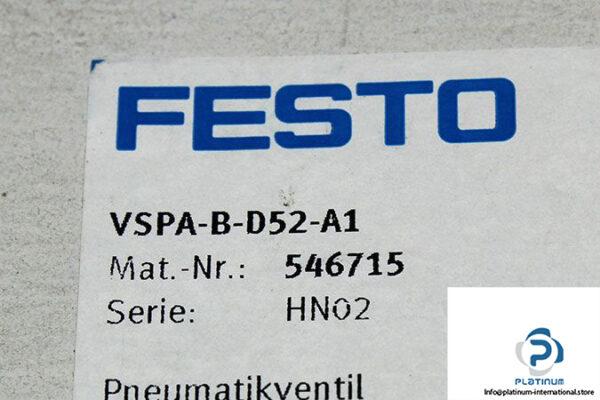 FESTO
VSPA-B-D52-A1
Mat.-Nr.: 546715
Serie: HN02
Pneumatikventil
PLATINUM
Info@platinum-international.store